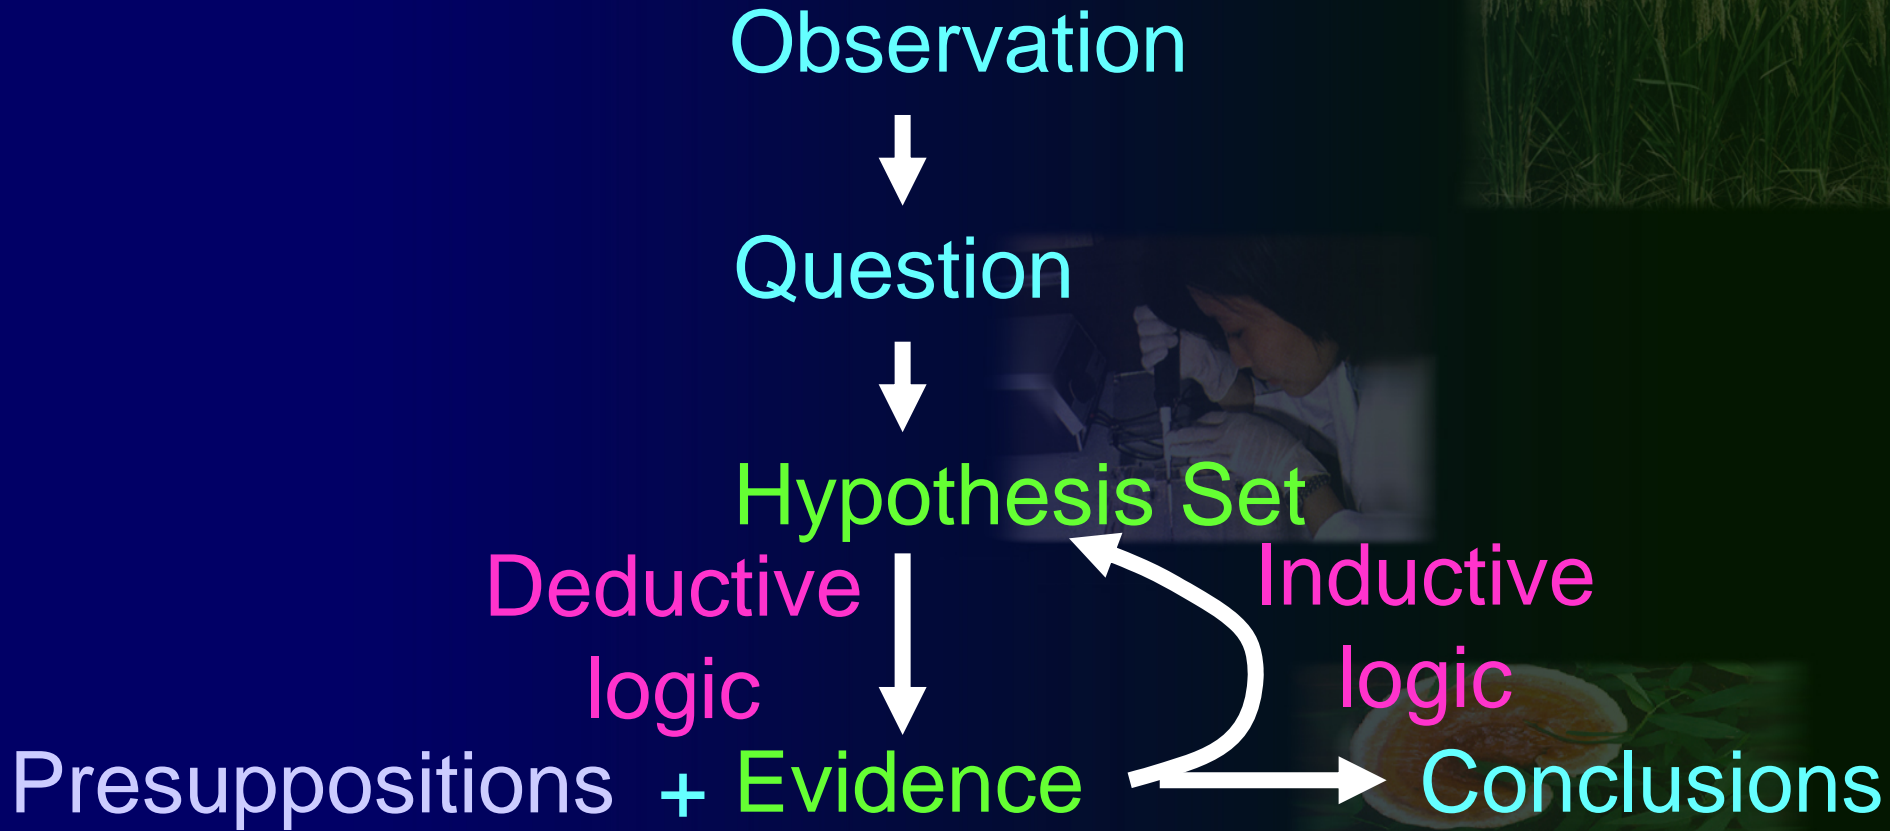 Observation
Question
Hypothesis Set
Deductive
logic
Inductive
logic
Presuppositions + Evidence
Conclusions